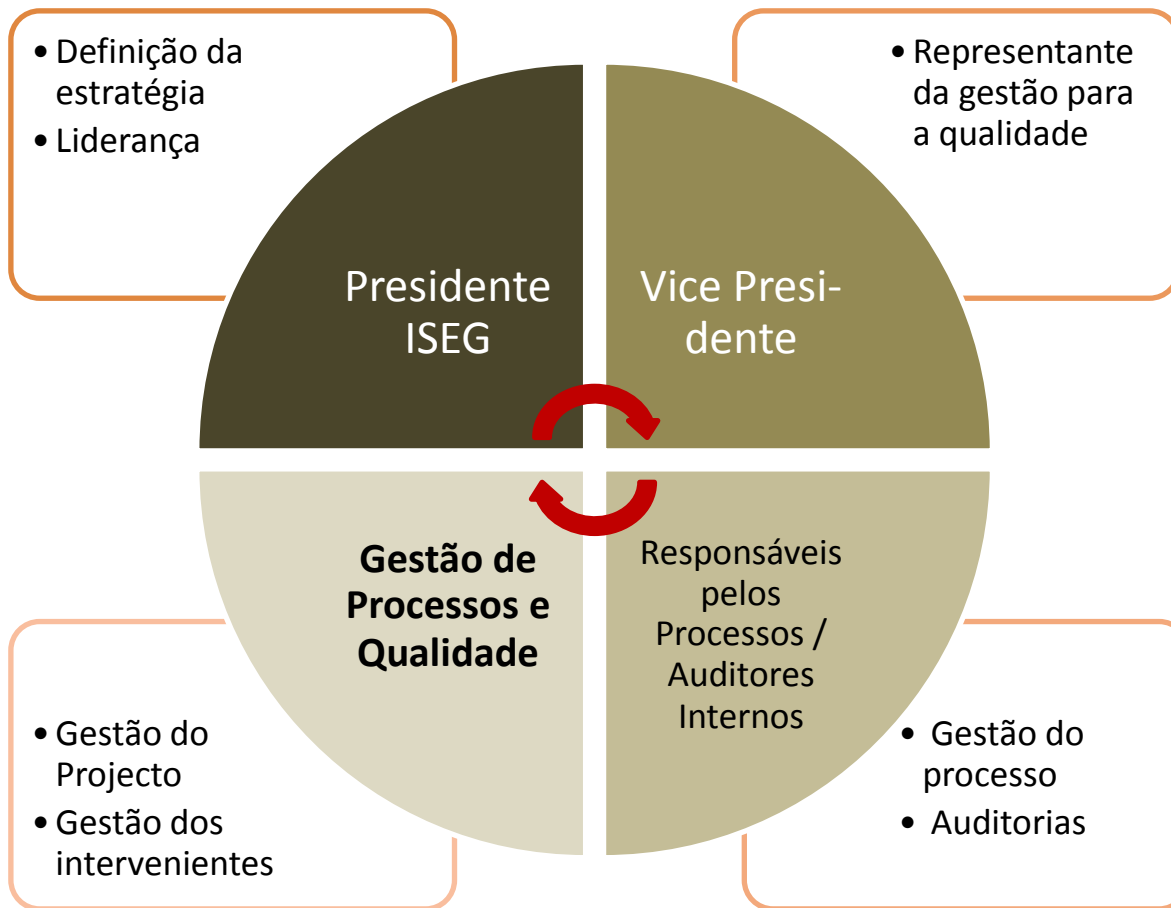 • Definição da
estratégia
• Liderança
• Representante
da gestão para
a qualidade
Presidente
ISEG
Vice Presi-
dente
Gestão de
Processos e
Qualidade
Responsáveis
pelos
Processos /
Auditores
Internos
• Gestão do
Projecto
• Gestão dos
intervenientes
• Gestão do
processo
• Auditorias